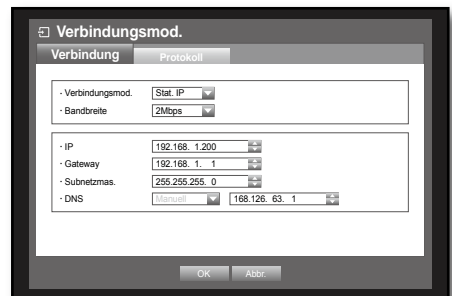 Verbindungsmod.
Verbindung Protokoll
· Verbindungsmod. Stat. IP
· Bandbreite 2Mbps
· IP 192.168. 1.200
· Gateway 192.168. 1. 1
· Subnetzmas. 255.255.255. 0
· DNS Manuell 168.126. 63. 1
OK Abbr.